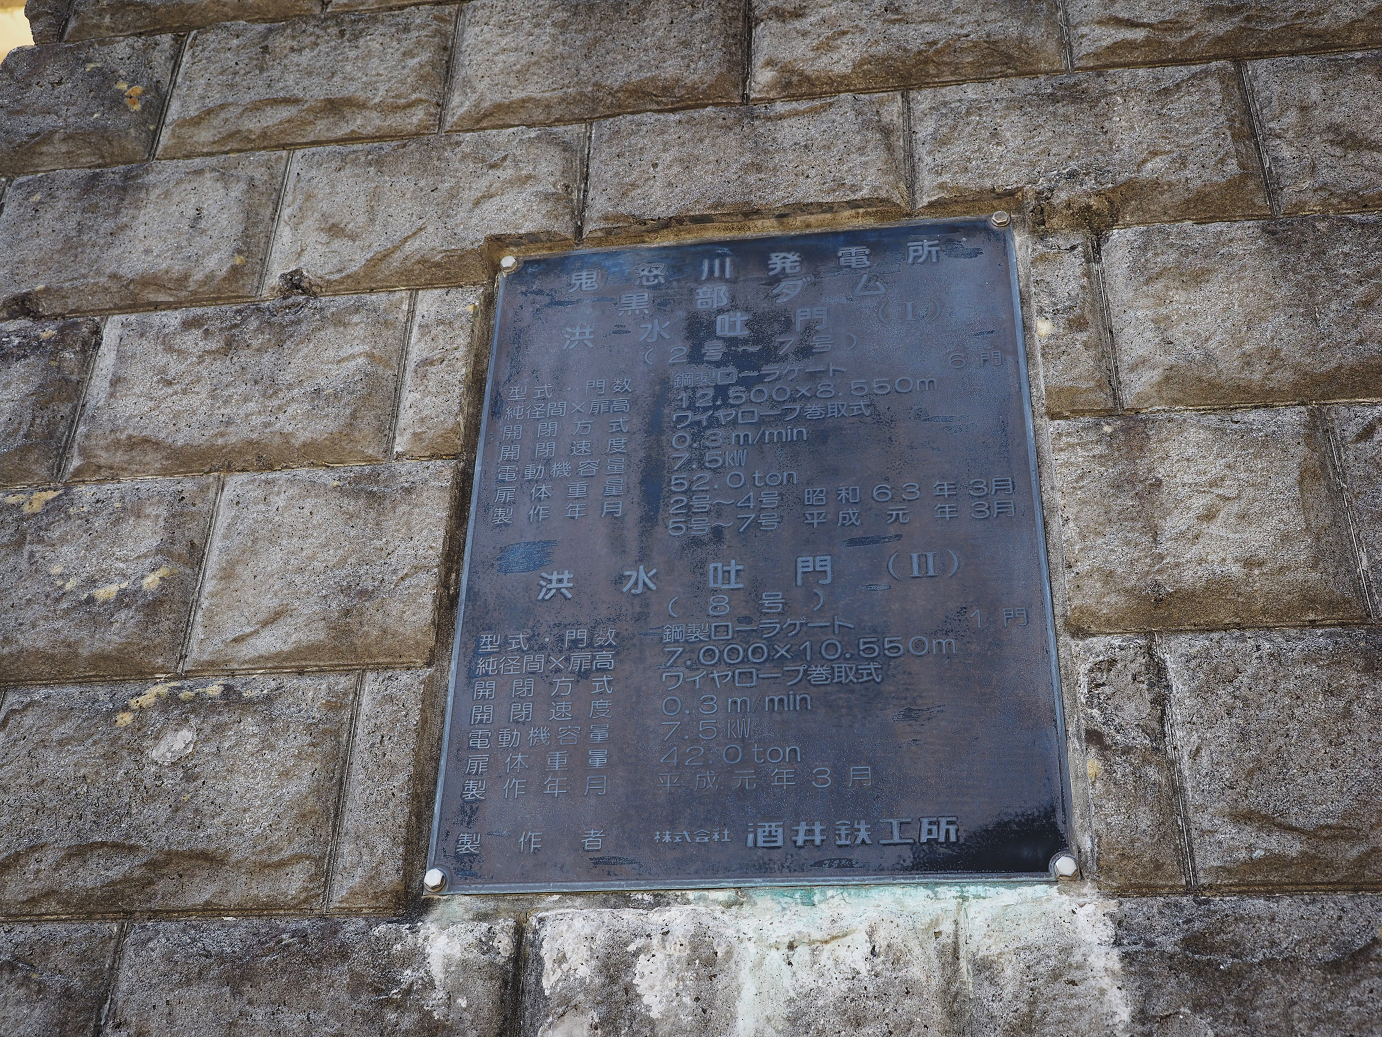 鬼怒川発電所
黒部ダム
洪水吐門(Ⅰ)
(2号～7号)
型式・門数 鋼製ローラゲート 6門
純径間×扉高 12.500×8.550m
開閉方式 ワイヤロープ巻取式
開閉速度 0.3m/min
電動機容量 7.5kW
扉体重量 52.0ton
製作年月 2号～4号 昭和63年3月
5号～7号 平成元年3月
洪水吐門(Ⅱ)
(8号)
型式・門数 鋼製ローラゲート 1門
純径間×扉高 7.000×10.550m
開閉方式 ワイヤロープ巻取式
開閉速度 0.3m/min
電動機容量 7.5kW
扉体重量 42.0ton
製作年月 平成元年3月
製作者 株式会社 酒井鉄工所